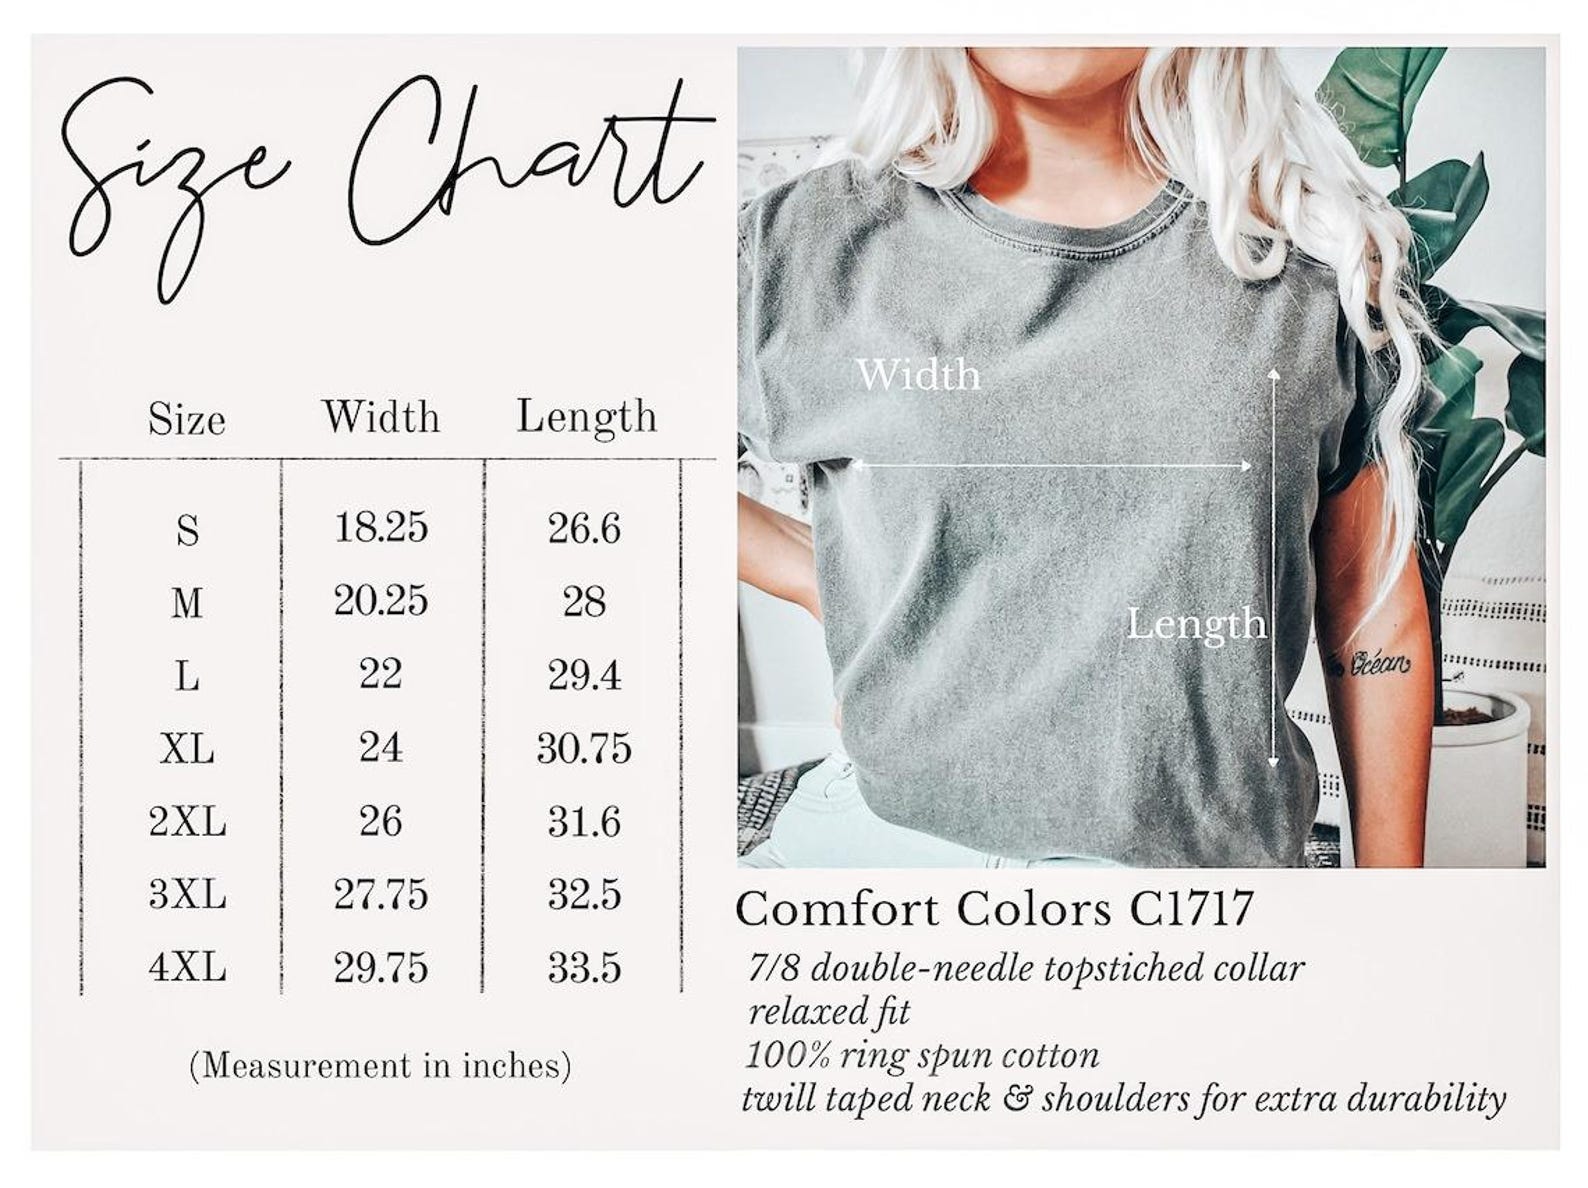 Size Chart
Size Width Length
S 18.25 26.6
M 20.25 28
L 22 29.4
XL 24 30.75
2XL 26 31.6
3XL 27.75 32.5
4XL 29.75 33.5
(Measurement in inches)
Width
Length
Océan
Comfort Colors C1717
7/8 double-needle topstiched collar
relaxed fit
100% ring spun cotton
twill taped neck & shoulders for extra durability